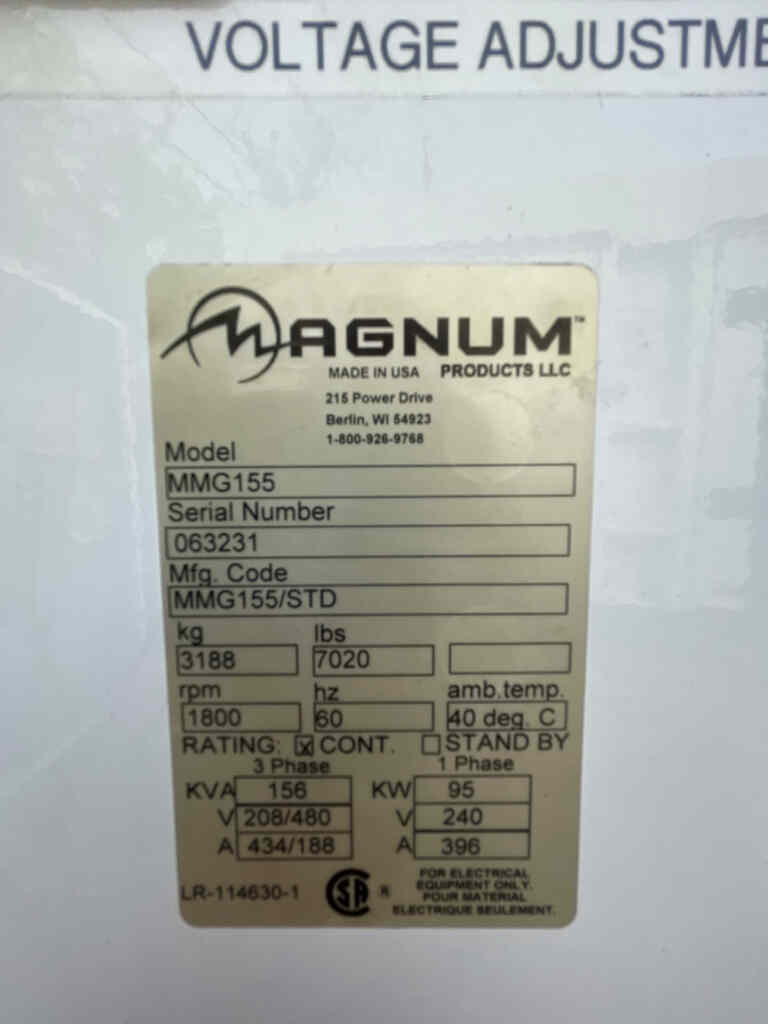 VOLTAGE ADJUSTME
MAGNUM™
MADE IN USA PRODUCTS LLC
215 Power Drive
Berlin, WI 54923
1-800-926-9768
Model
MMG155
Serial Number
063231
Mfg. Code
MMG155/STD
kg lbs
3188 7020
rpm hz amb.temp.
1800 60 40 deg. C
RATING: x CONT. STAND BY
3 Phase 1 Phase
KVA 156 KW 95
V 208/480 V 240
A 434/188 A 396
LR-114630-1 SA ®
FOR ELECTRICAL
EQUIPMENT ONLY.
POUR MATERIAL
ELECTRIQUE SEULEMENT.